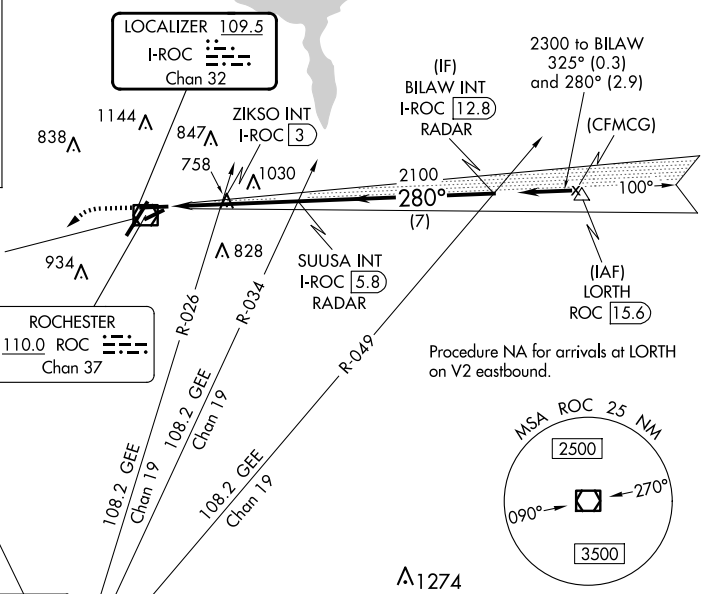 LOCALIZER 109.5
I-ROC
Chan 32
2300 to BILAW
325° (0.3)
and 280° (2.9)
(IF)
BILAW INT
I-ROC 12.8
RADAR
(CFMCG)
ZIKSO INT
I-ROC 3
1144
838
847
758
1030
2100
280°
(7)
100°
934
828
SUUSA INT
I-ROC 5.8
RADAR
(IAF)
LORTH
ROC 15.6
ROCHESTER
110.0 ROC
Chan 37
R-026
R-034
R-049
Procedure NA for arrivals at LORTH
on V2 eastbound.
108.2 GEE
Chan 19
108.2 GEE
Chan 19
108.2 GEE
Chan 19
MSA ROC 25 NM
2500
090°
270°
3500
1274